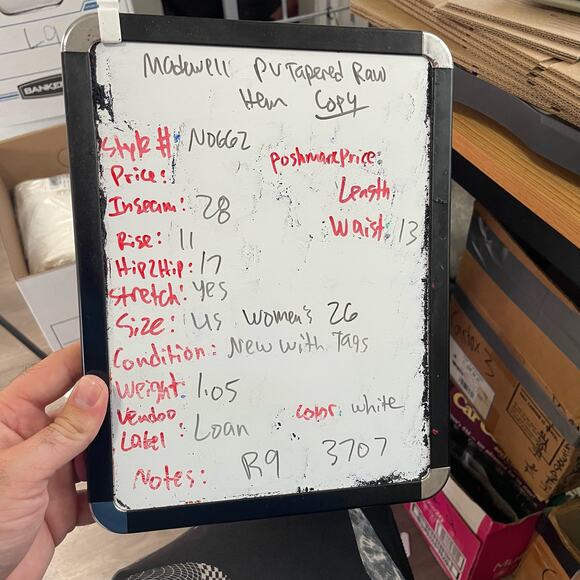 Madewell PV Tapered Raw
Hem Copy
Style #: N0662
Poshmark Price:
Price:
Length
Inseam: 28
Waist: 13
Rise: 11
Hip2Hip: 17
Stretch: yes
Size: US Women's 26
Condition: New with Tags
Weight: 1.05
Color: white
Vendoo
Label: Loan
Notes: R9 3707
BANKE